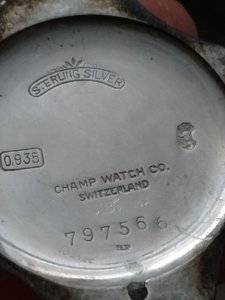 STERLING SILVER
0.935
CHAMP WATCH CO.
SWITZERLAND
797566